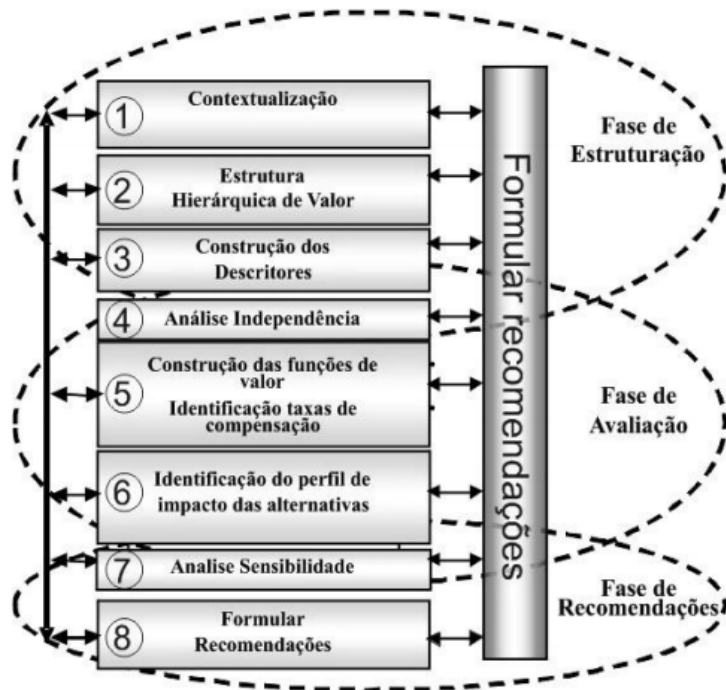 1
Contextualização
2
Estrutura
Hierárquica de Valor
3
Construção dos
Descritores
4
Análise Independência
5
Construção das funções de
valor
Identificação taxas de
compensação
6
Identificação do perfil de
impacto das alternativas
7
Analise Sensibilidade
8
Formular
Recomendações
Formular recomendações
Fase de
Estruturação
Fase de
Avaliação
Fase de
Recomendações